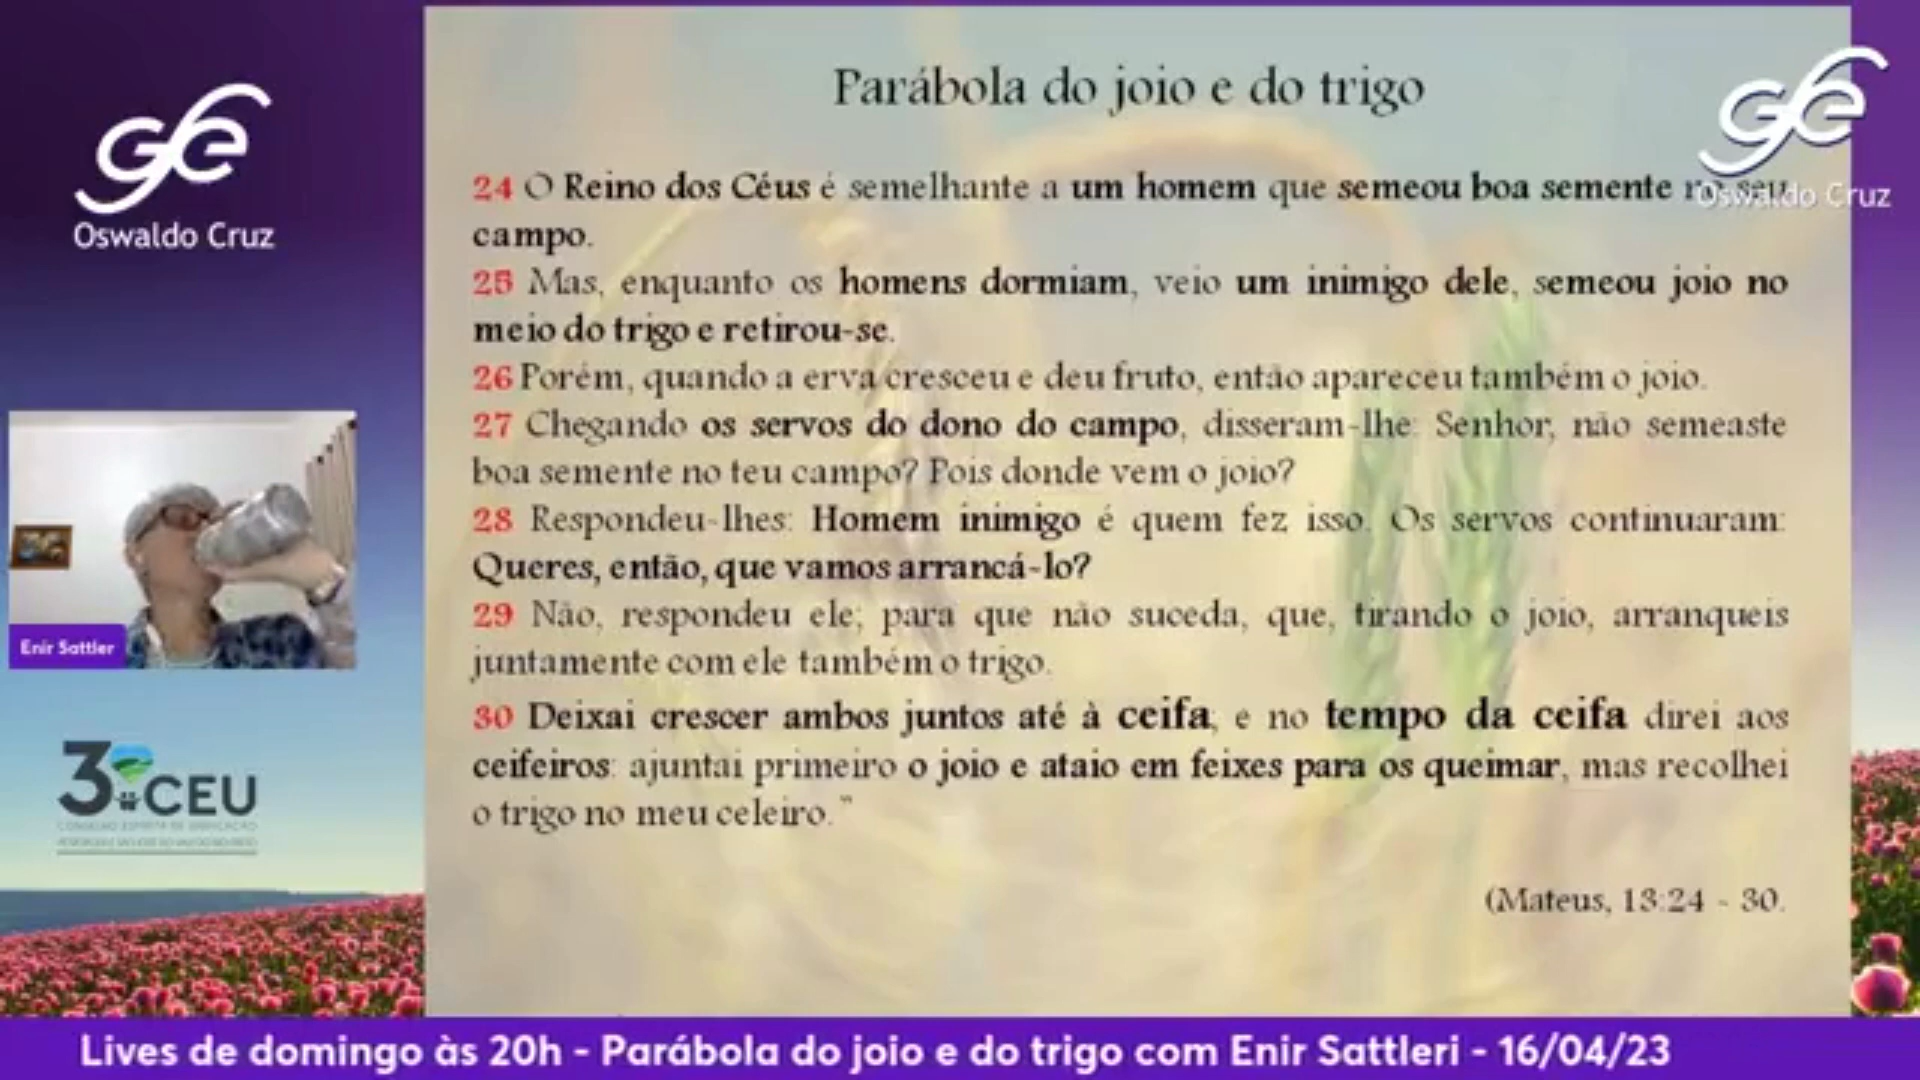 gfe
Oswaldo Cruz
gfe
Oswaldo Cruz
Parábola do joio e do trigo
24 O Reino dos Céus é semelhante a um homem que semeou boa semente no seu
campo.
25 Mas, enquanto os homens dormiam, veio um inimigo dele, semeou joio no
meio do trigo e retirou-se.
26 Porém, quando a erva cresceu e deu fruto, então apareceu também o joio.
27 Chegando os servos do dono do campo, disseram-lhe: Senhor, não semeaste
boa semente no teu campo? Pois donde vem o joio?
28 Respondeu-lhes: Homem inimigo é quem fez isso. Os servos continuaram:
Queres, então, que vamos arrancá-lo?
29 Não, respondeu ele; para que não suceda, que, tirando o joio, arranqueis
juntamente com ele também o trigo.
30 Deixai crescer ambos juntos até à ceifa; e no tempo da ceifa direi aos
ceifeiros: ajuntai primeiro o joio e ataio em feixes para os queimar, mas recolhei
o trigo no meu celeiro.”
(Mateus, 13:24 - 30.
Enir Sattler
3 CEU
CONSELHO ESPÍRITA DE UNIFICAÇÃO
Lives de domingo às 20h - Parábola do joio e do trigo com Enir Sattleri - 16/04/23